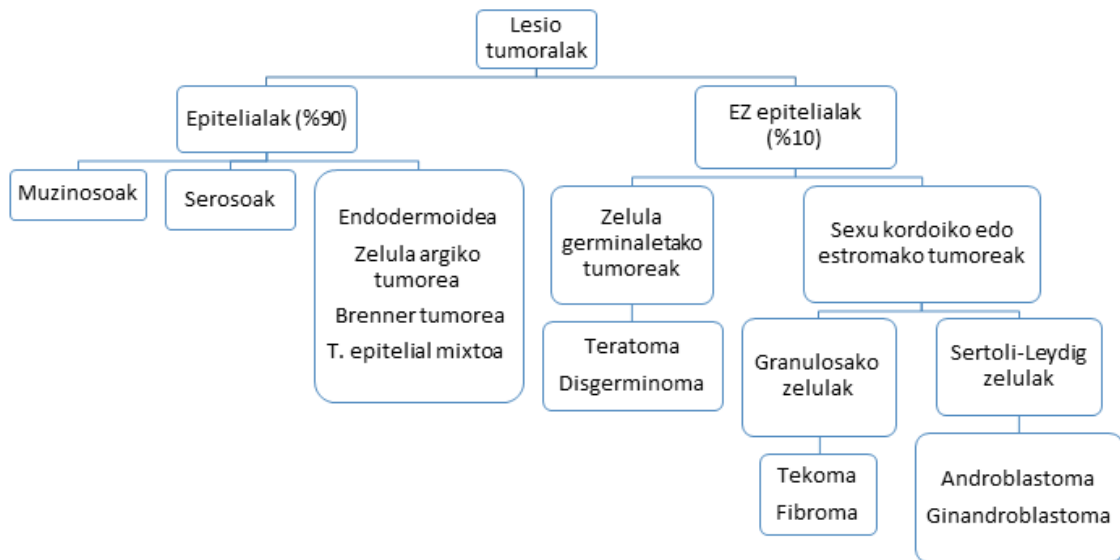 Lesio
tumoralak
Epitelialak (%90)
EZ epitelialak
(%10)
Muzinosoak
Serosoak
Endodermoidea
Zelula argiko
tumorea
Brenner tumorea
T. epitelial mixtoa
Zelula
germinaletako
tumoreak
Sexu kordoiko edo
estromako tumoreak
Teratoma
Disgerminoma
Granulosako
zelulak
Sertoli-Leydig
zelulak
Tekoma
Fibroma
Androblastoma
Ginandroblastoma